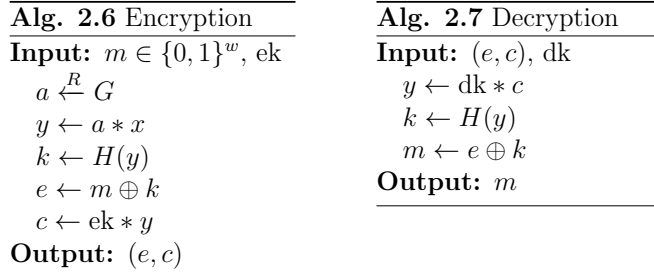 Alg. 2.6 Encryption
Input: m ∈ {0, 1}^w, ek
a ←^R G
y ← a ∗ x
k ← H(y)
e ← m ⊕ k
c ← ek ∗ y
Output: (e, c)
Alg. 2.7 Decryption
Input: (e, c), dk
y ← dk ∗ c
k ← H(y)
m ← e ⊕ k
Output: m